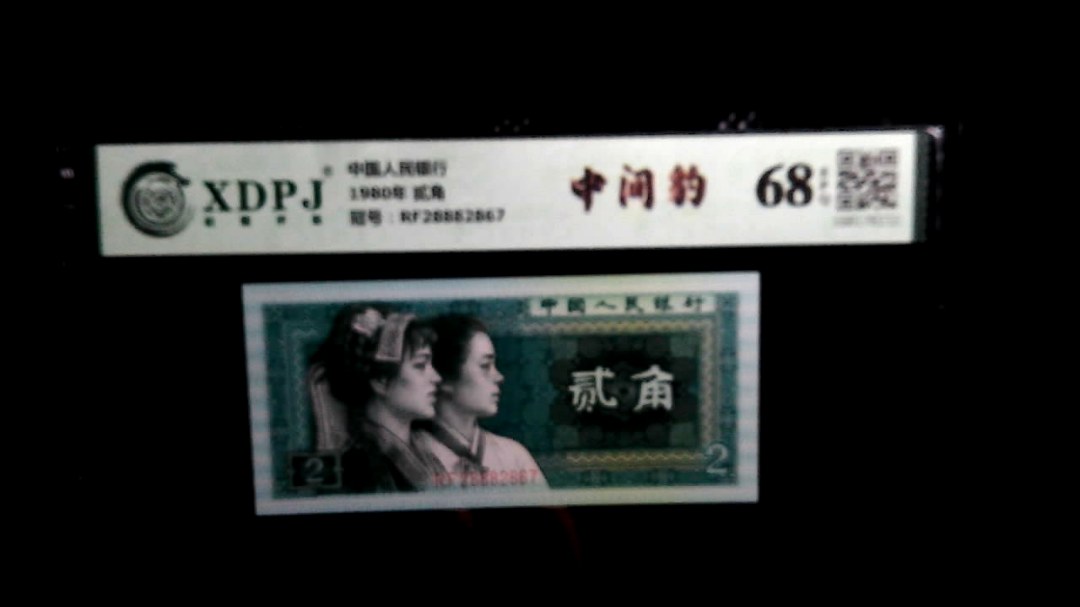 XDPJ
中国人民银行
1980年 贰角
冠号：RF28882867
中间豹
68
中国人民银行
贰角
2
2
RF28882867